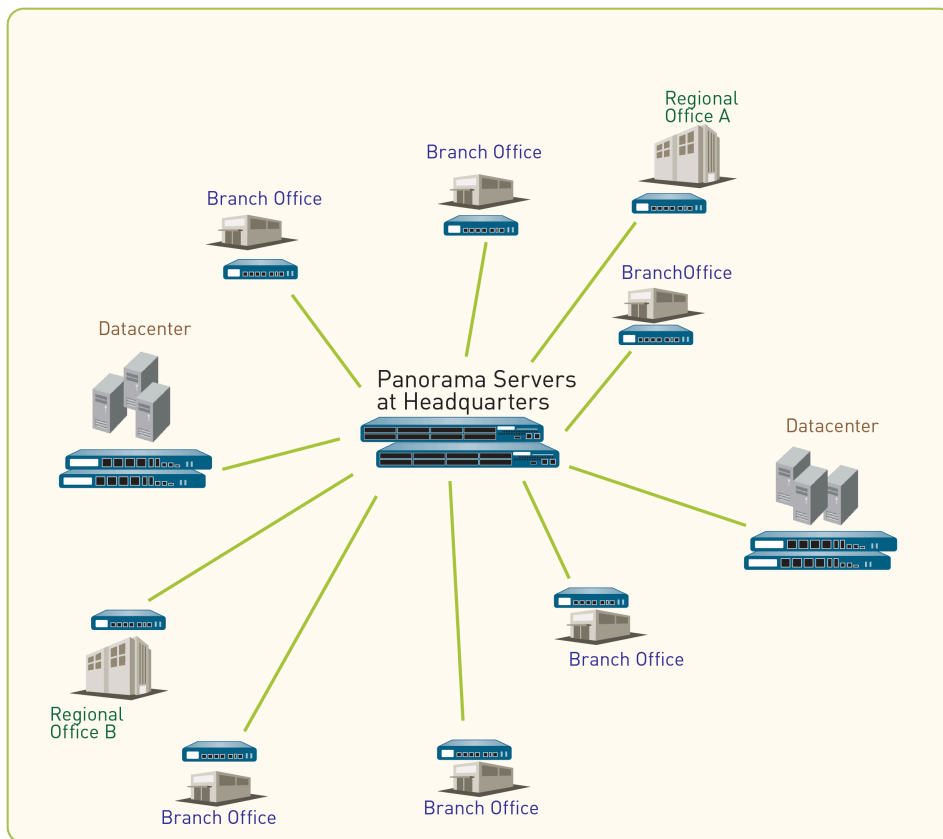 Regional
Office A
Branch Office
Branch Office
BranchOffice
Datacenter
Panorama Servers
at Headquarters
Datacenter
Branch Office
Regional
Office B
Branch Office
Branch Office